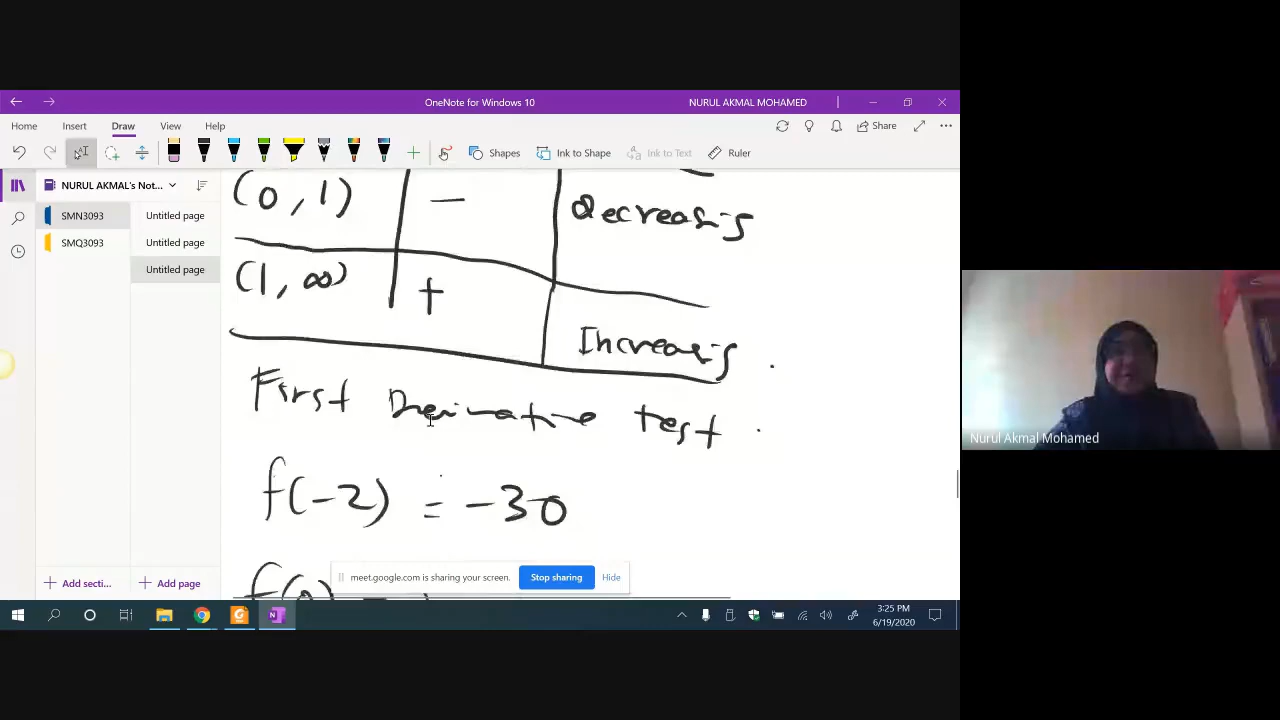 OneNote for Windows 10
NURUL AKMAL MOHAMED
Home Insert Draw View Help
Share
Shapes Ink to Shape Ink to Text Ruler
NURUL AKMAL's Not...
SMN3093
SMQ3093
Untitled page
Untitled page
Untitled page
(0, 1) − decreasing
(1, ∞) + Increasing
First Derivative test
f(-2) = -30
Nurul Akmal Mohamed
meet.google.com is sharing your screen. Stop sharing Hide
Add secti... Add page
3:25 PM
6/19/2020